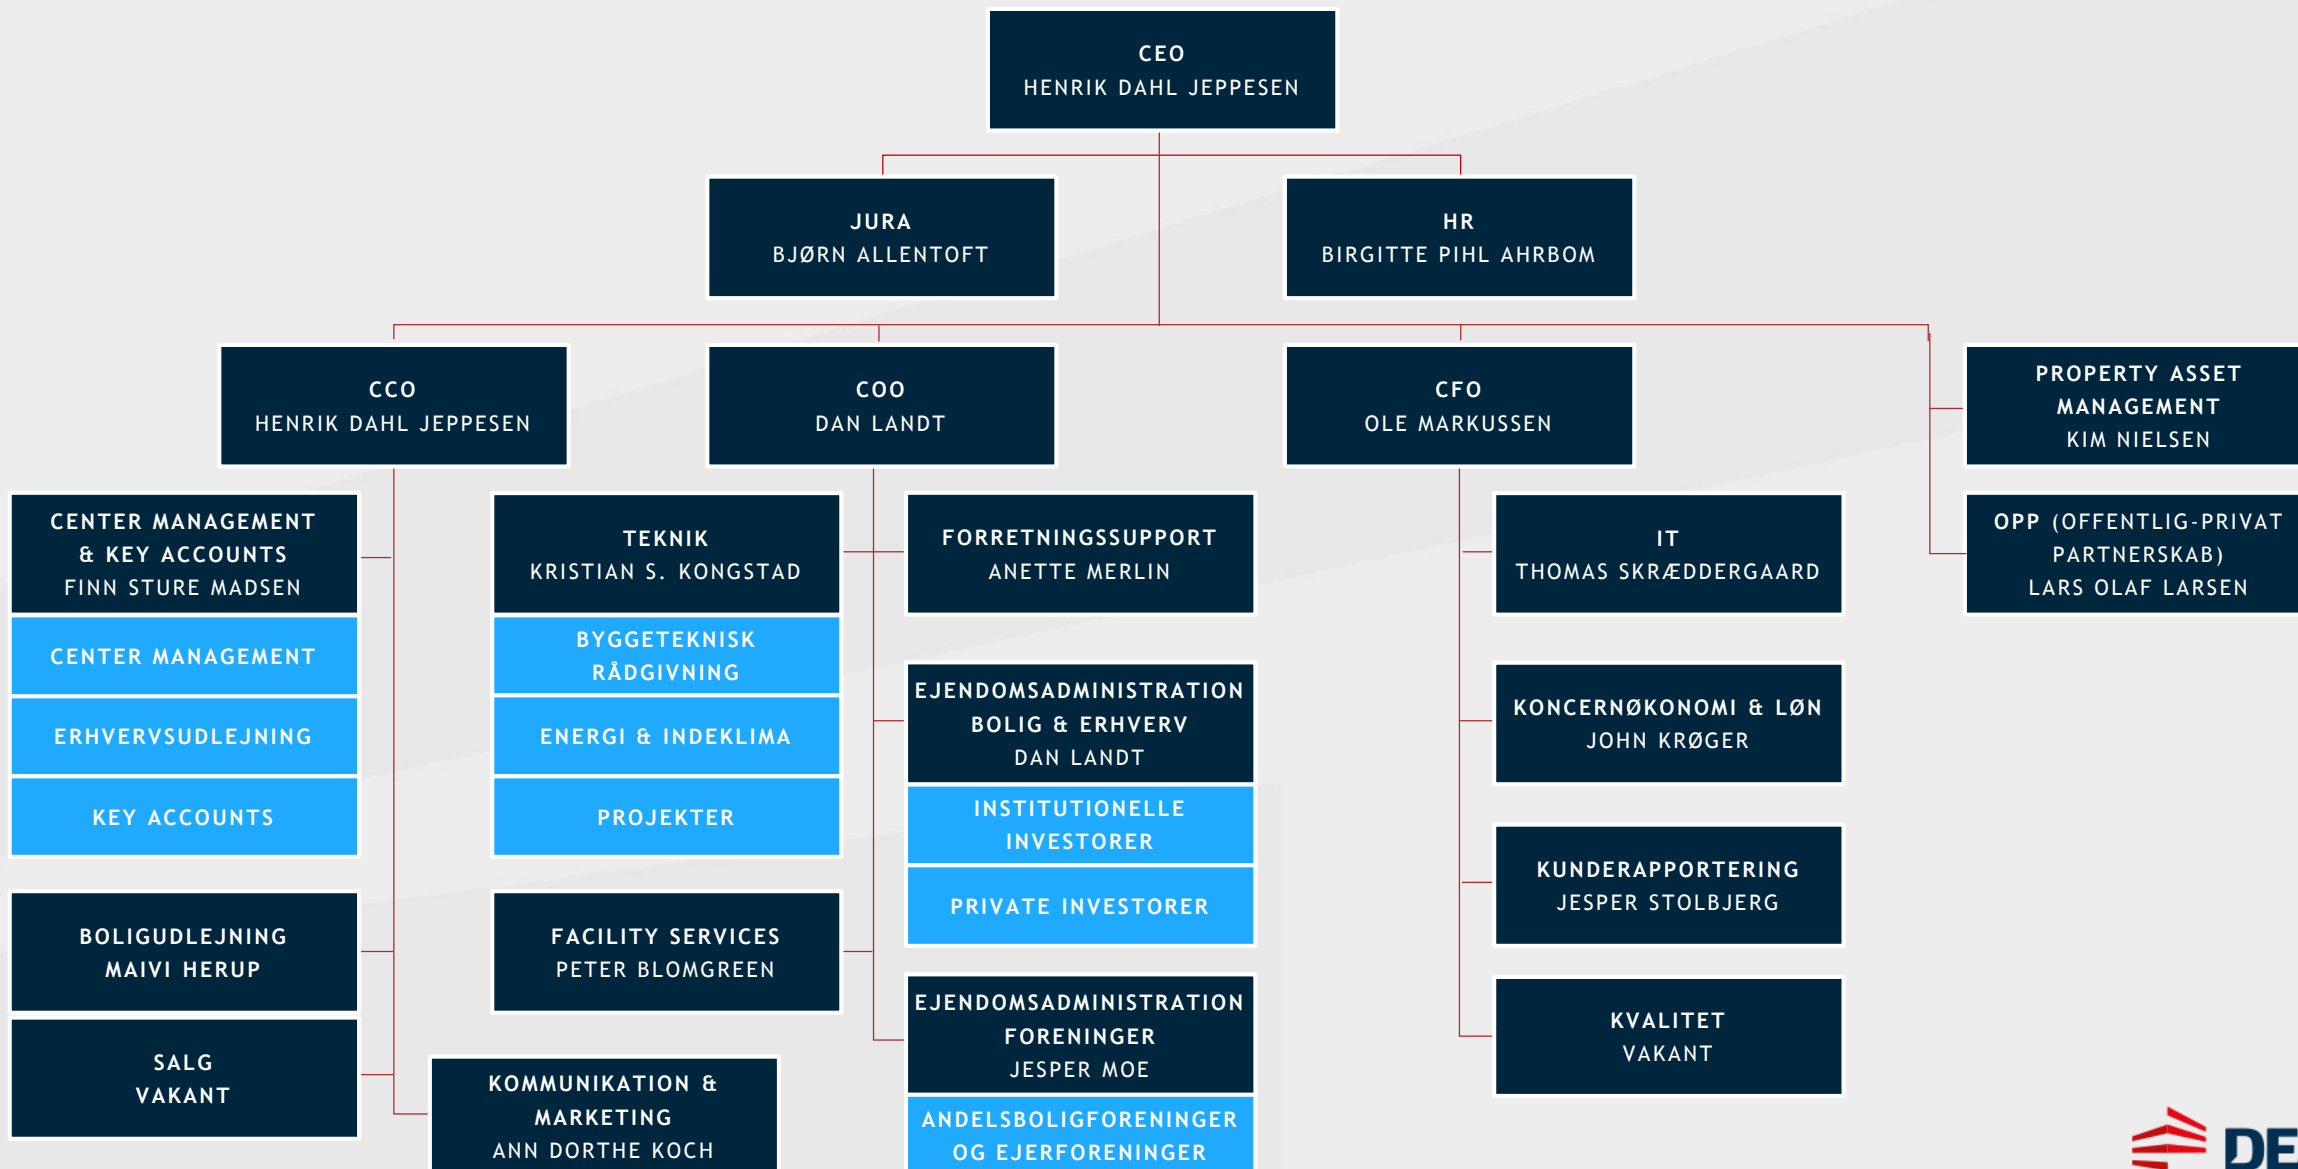 CEO
HENRIK DAHL JEPPESEN
JURA
BJØRN ALLENTOFT
HR
BIRGITTE PIHL AHRBOM
CCO
HENRIK DAHL JEPPESEN
COO
DAN LANDT
CFO
OLE MARKUSSEN
PROPERTY ASSET
MANAGEMENT
KIM NIELSEN
CENTER MANAGEMENT
& KEY ACCOUNTS
FINN STURE MADSEN
CENTER MANAGEMENT
ERHVERVSUDLEJNING
KEY ACCOUNTS
BOLIGUDLEJNING
MAIVI HERUP
SALG
VAKANT
KOMMUNIKATION &
MARKETING
ANN DORTHE KOCH
TEKNIK
KRISTIAN S. KONGSTAD
BYGGETEKNISK
RÅDGIVNING
ENERGI & INDEKLIMA
PROJEKTER
FACILITY SERVICES
PETER BLOMGREEN
FORRETNINGSSUPPORT
ANETTE MERLIN
EJENDOMSADMINISTRATION
BOLIG & ERHVERV
DAN LANDT
INSTITUTIONELLE
INVESTORER
PRIVATE INVESTORER
EJENDOMSADMINISTRATION
FORENINGER
JESPER MOE
ANDELSBOLIGFORENINGER
OG EJERFORENINGER
IT
THOMAS SKRÆDDERGAARD
KONCERNØKONOMI & LØN
JOHN KRØGER
KUNDERAPPORTERING
JESPER STOLBJERG
KVALITET
VAKANT
OPP (OFFENTLIG-PRIVAT
PARTNERSKAB)
LARS OLAF LARSEN